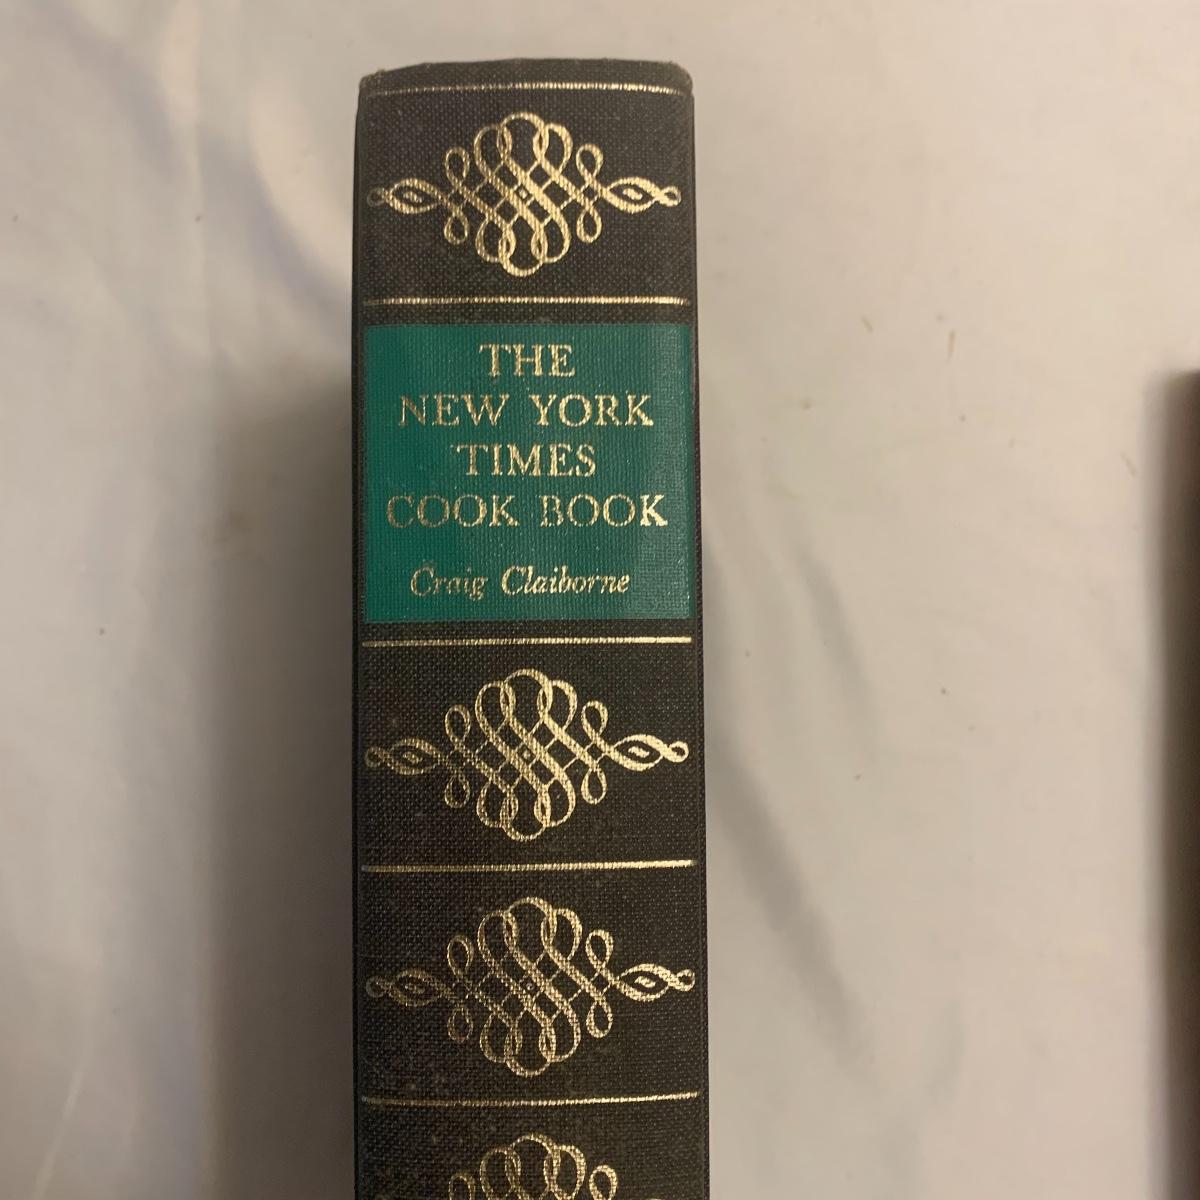 THE
NEW YORK
TIMES
COOK BOOK
Craig Claiborne